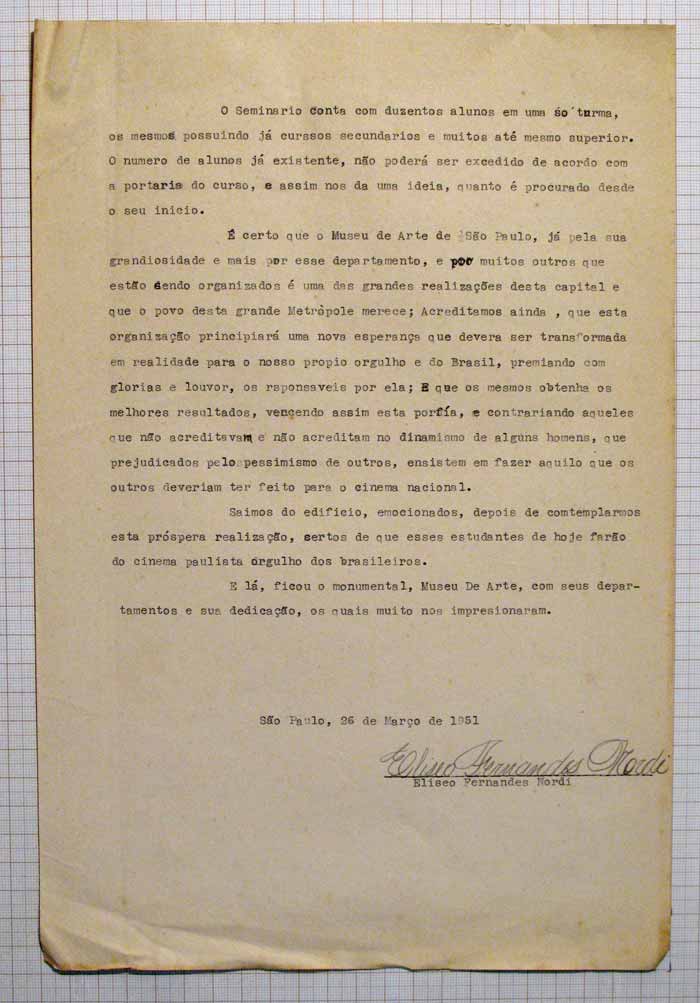 O Seminario conta com duzentos alunos em uma só turma,
os mesmos possuindo já curssos secundarios e muitos até mesmo superior.
O numero de alunos já existente, não poderá ser excedido de acordo com
a portaria do curso, e assim nos da uma ideia, quanto é procurado desde
o seu inicio.
É certo que o Museu de Arte de São Paulo, já pela sua
grandiosidade e mais por esse departamento, e por muitos outros que
estão sendo organizados é uma das grandes realizações desta capital e
que o povo desta grande Metrópole merece; Acreditamos ainda , que esta
organização principiará uma nova esperança que devera ser transformada
em realidade para o nosso propio orgulho e do Brasil, premiando com
glorias e louvor, os rsponsaveis por ela; E que os mesmos obtenha os
melhores resultados, vencendo assim esta porfía, e contrariando aqueles
que não acreditavam e não acreditam no dinamismo de alguns homens, que
prejudicados pelo pessimismo de outros, ensistem em fazer aquilo que os
outros deveriam ter feito para o cinema nacional.
Saimos do edificio, emocionados, depois de comtemplarmos
esta próspera realização, certos de que esses estudantes de hoje farão
do cinema paulista orgulho dos brasileiros.
E lá, ficou o monumental, Museu De Arte, com seus depar-
tamentos e sua dedicação, os quais muito nos impresionaram.
São Paulo, 26 de Março de 1951
Eliseo Fernandes Nordi
Eliseo Fernandes Nordi